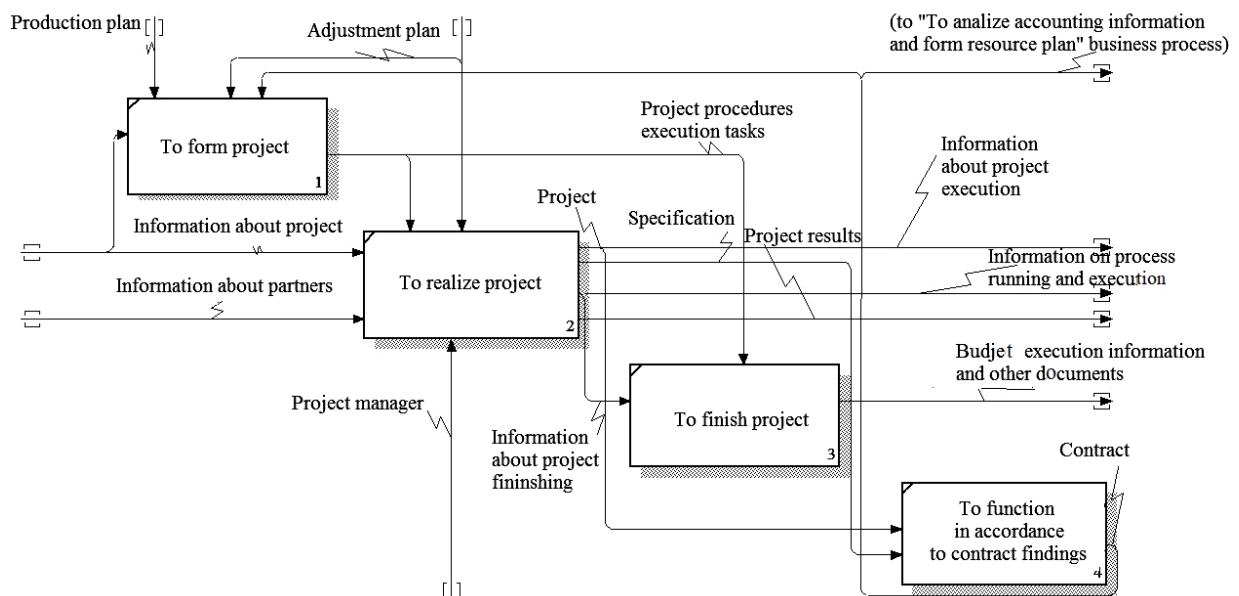 Production plan
Adjustment plan
(to "To analize accounting information
and form resource plan" business process)
To form project
1
Project procedures
execution tasks
Information
about project
execution
Project
Specification
Information about project
Project results
Information on process
running and execution
Information about partners
To realize project
2
Budjet execution information
and other documents
Project manager
To finish project
3
Information
about project
fininshing
Contract
To function
in accordance
to contract findings
4